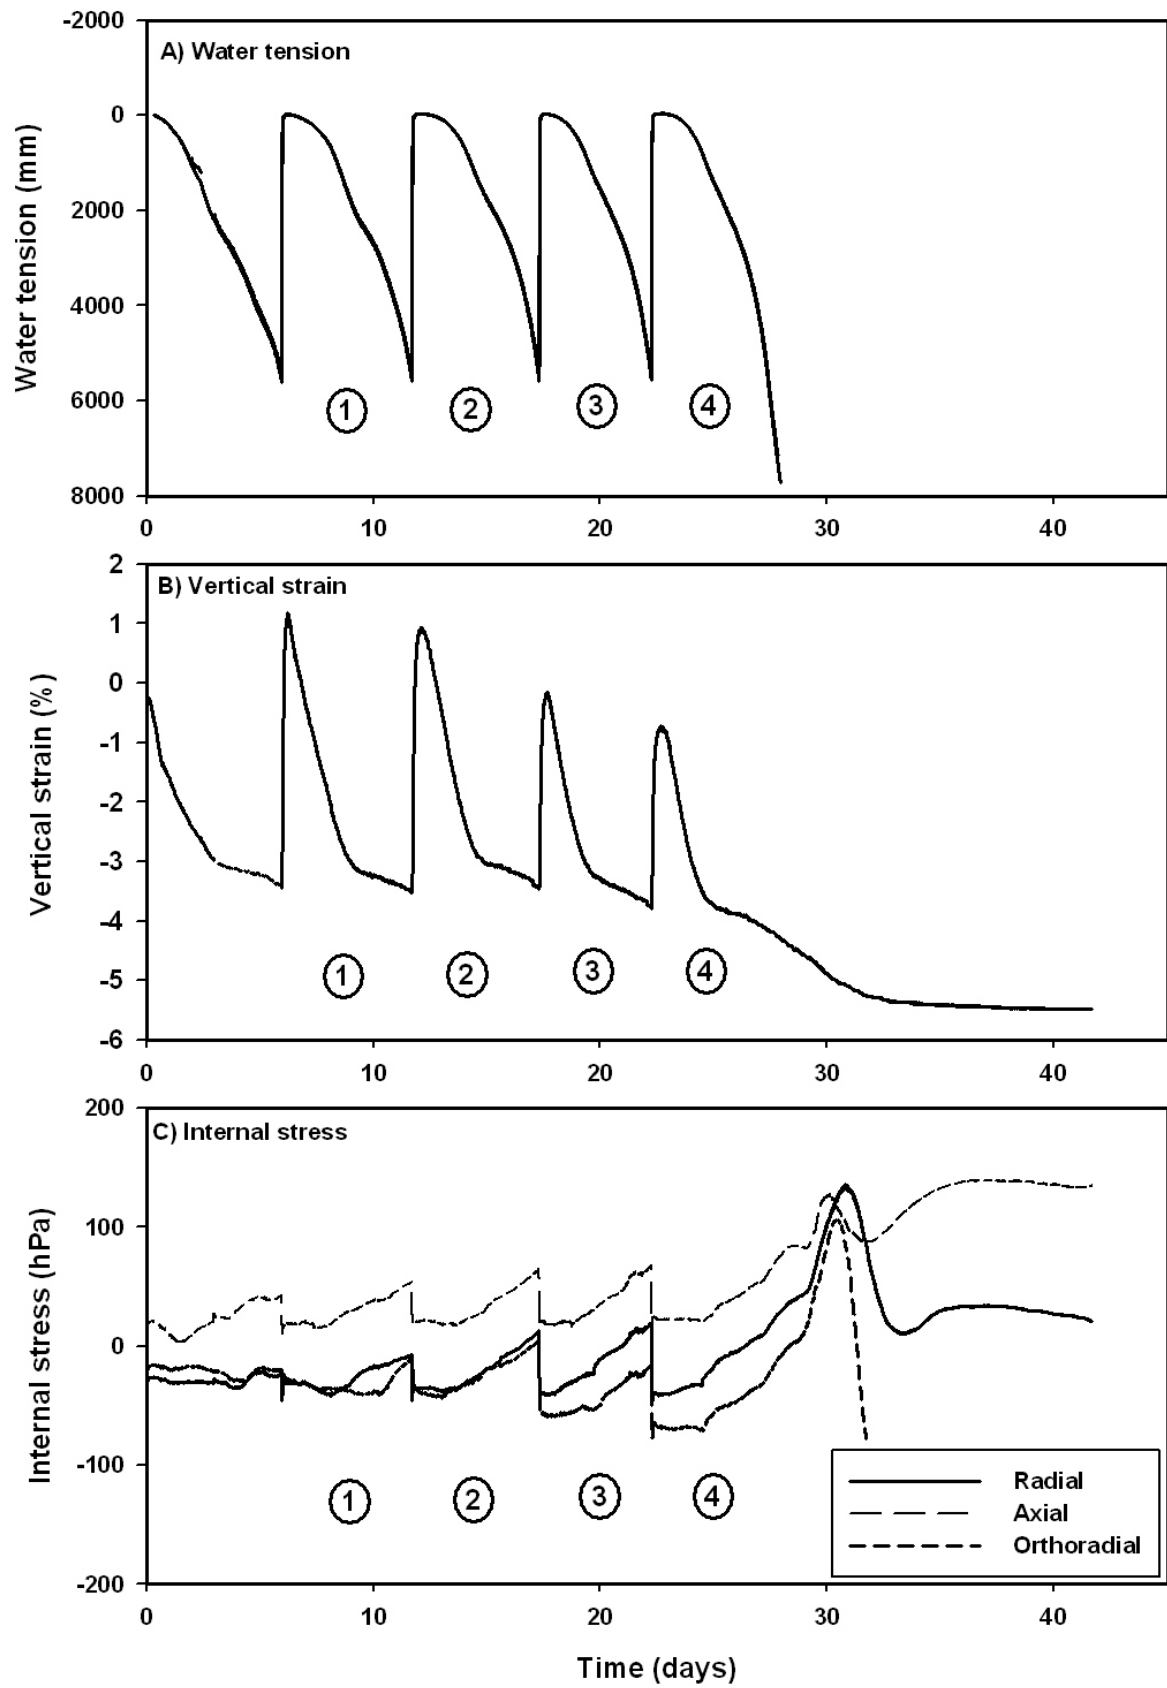 A) Water tension
Water tension (mm)
-2000
0
2000
4000
6000
8000
1 2 3 4
0 10 20 30 40
B) Vertical strain
Vertical strain (%)
2
1
0
-1
-2
-3
-4
-5
-6
1 2 3 4
0 10 20 30 40
C) Internal stress
Internal stress (hPa)
200
100
0
-100
-200
1 2 3 4
Radial
Axial
Orthoradial
0 10 20 30 40
Time (days)